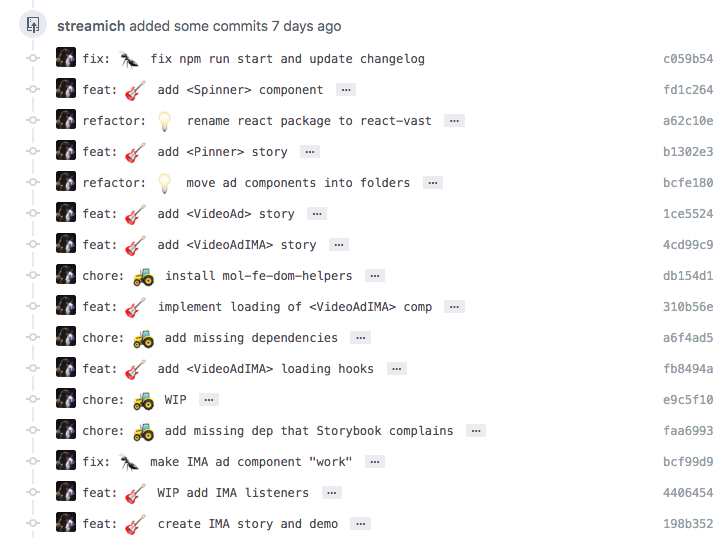 streamich added some commits 7 days ago
fix: 🐜 fix npm run start and update changelog c059b54
feat: 🎸 add <Spinner> component ... fd1c264
refactor: 💡 rename react package to react-vast ... a62c10e
feat: 🎸 add <Pinner> story ... b1302e3
refactor: 💡 move ad components into folders ... bcfe180
feat: 🎸 add <VideoAd> story ... 1ce5524
feat: 🎸 add <VideoAdIMA> story ... 4cd99c9
chore: 🚜 install mol-fe-dom-helpers ... db154d1
feat: 🎸 implement loading of <VideoAdIMA> comp ... 310b56e
chore: 🚜 add missing dependencies ... a6f4ad5
feat: 🎸 add <VideoAdIMA> loading hooks ... fb8494a
chore: 🚜 WIP ... e9c5f10
chore: 🚜 add missing dep that Storybook complains ... faa6993
fix: 🐜 make IMA ad component "work" ... bcf99d9
feat: 🎸 WIP add IMA listeners ... 4406454
feat: 🎸 create IMA story and demo ... 198b352